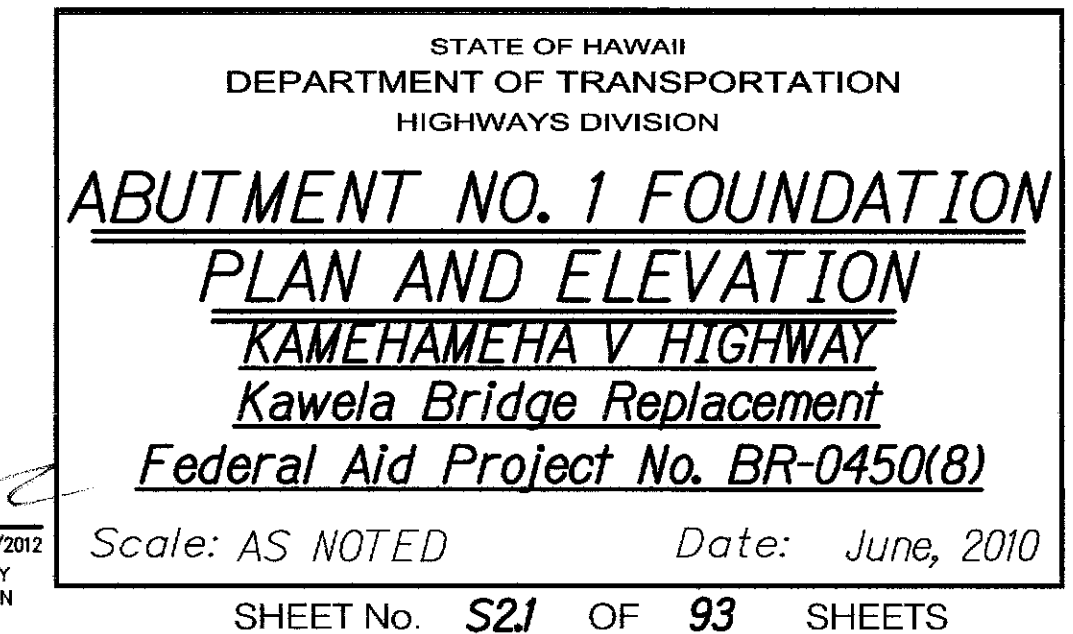 STATE OF HAWAII
DEPARTMENT OF TRANSPORTATION
HIGHWAYS DIVISION
ABUTMENT NO. 1 FOUNDATION
PLAN AND ELEVATION
KAMEHAMEHA V HIGHWAY
Kawela Bridge Replacement
Federal Aid Project No. BR-0450(8)
Scale: AS NOTED Date: June, 2010
SHEET No. S2.1 OF 93 SHEETS
/2012
Y
N